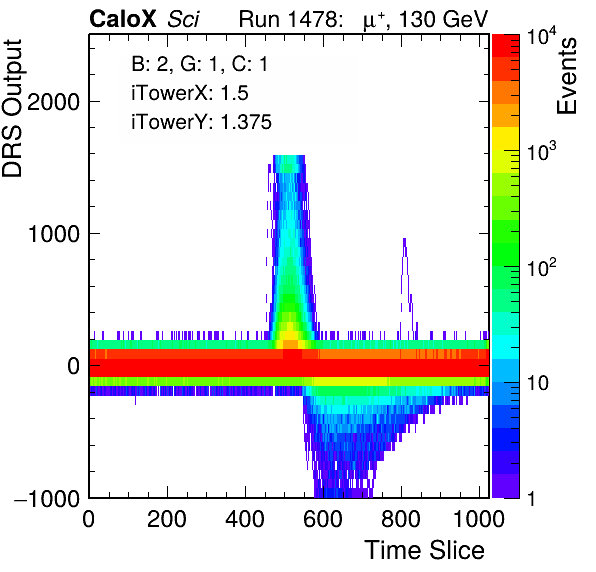 CaloX Sci Run 1478: μ⁺, 130 GeV
B: 2, G: 1, C: 1
iTowerX: 1.5
iTowerY: 1.375
DRS Output
2000
1000
0
−1000
0 200 400 600 800 1000
Time Slice
Events
10⁴
10³
10²
10
1